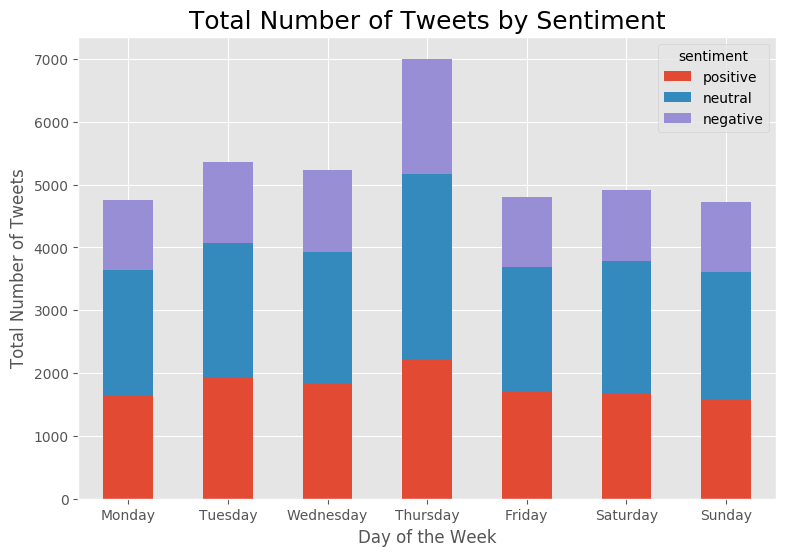 Total Number of Tweets by Sentiment
sentiment
positive
neutral
negative
Total Number of Tweets
7000
6000
5000
4000
3000
2000
1000
0
Monday Tuesday Wednesday Thursday Friday Saturday Sunday
Day of the Week